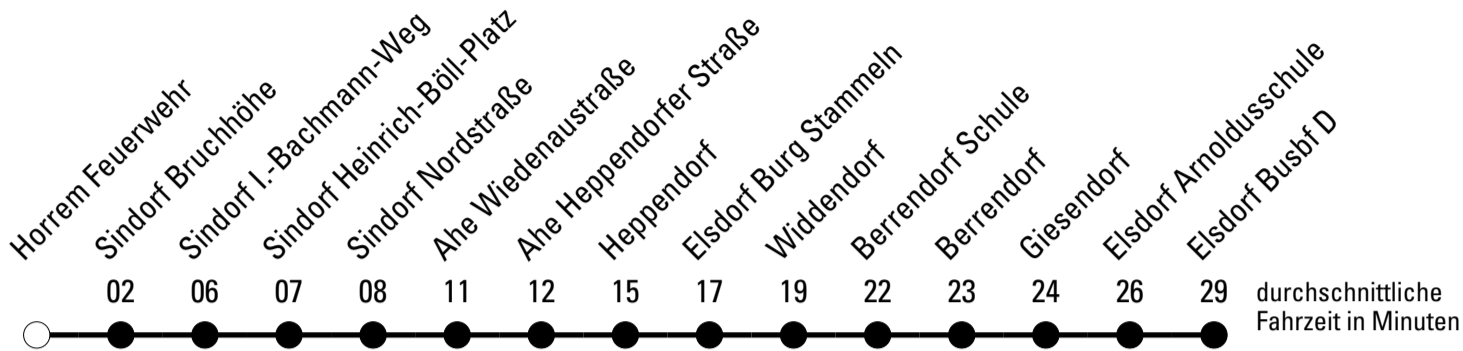 Horrem Feuerwehr
Sindorf Bruchhöhe
Sindorf I.-Bachmann-Weg
Sindorf Heinrich-Böll-Platz
Sindorf Nordstraße
Ahe Wiedenaustraße
Ahe Heppendorfer Straße
Heppendorf
Elsdorf Burg Stammeln
Widdendorf
Berrendorf Schule
Berrendorf
Giesendorf
Elsdorf Arnoldusschule
Elsdorf Busbf D
02 06 07 08 11 12 15 17 19 22 23 24 26 29
durchschnittliche
Fahrzeit in Minuten